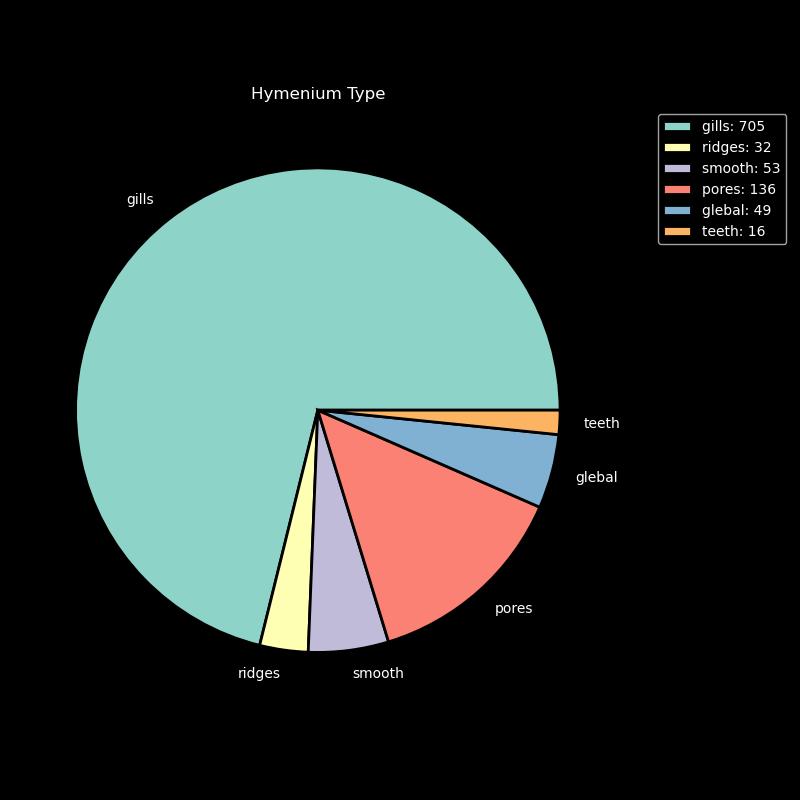 Hymenium Type
gills: 705
ridges: 32
smooth: 53
pores: 136
glebal: 49
teeth: 16
gills
teeth
glebal
pores
ridges
smooth